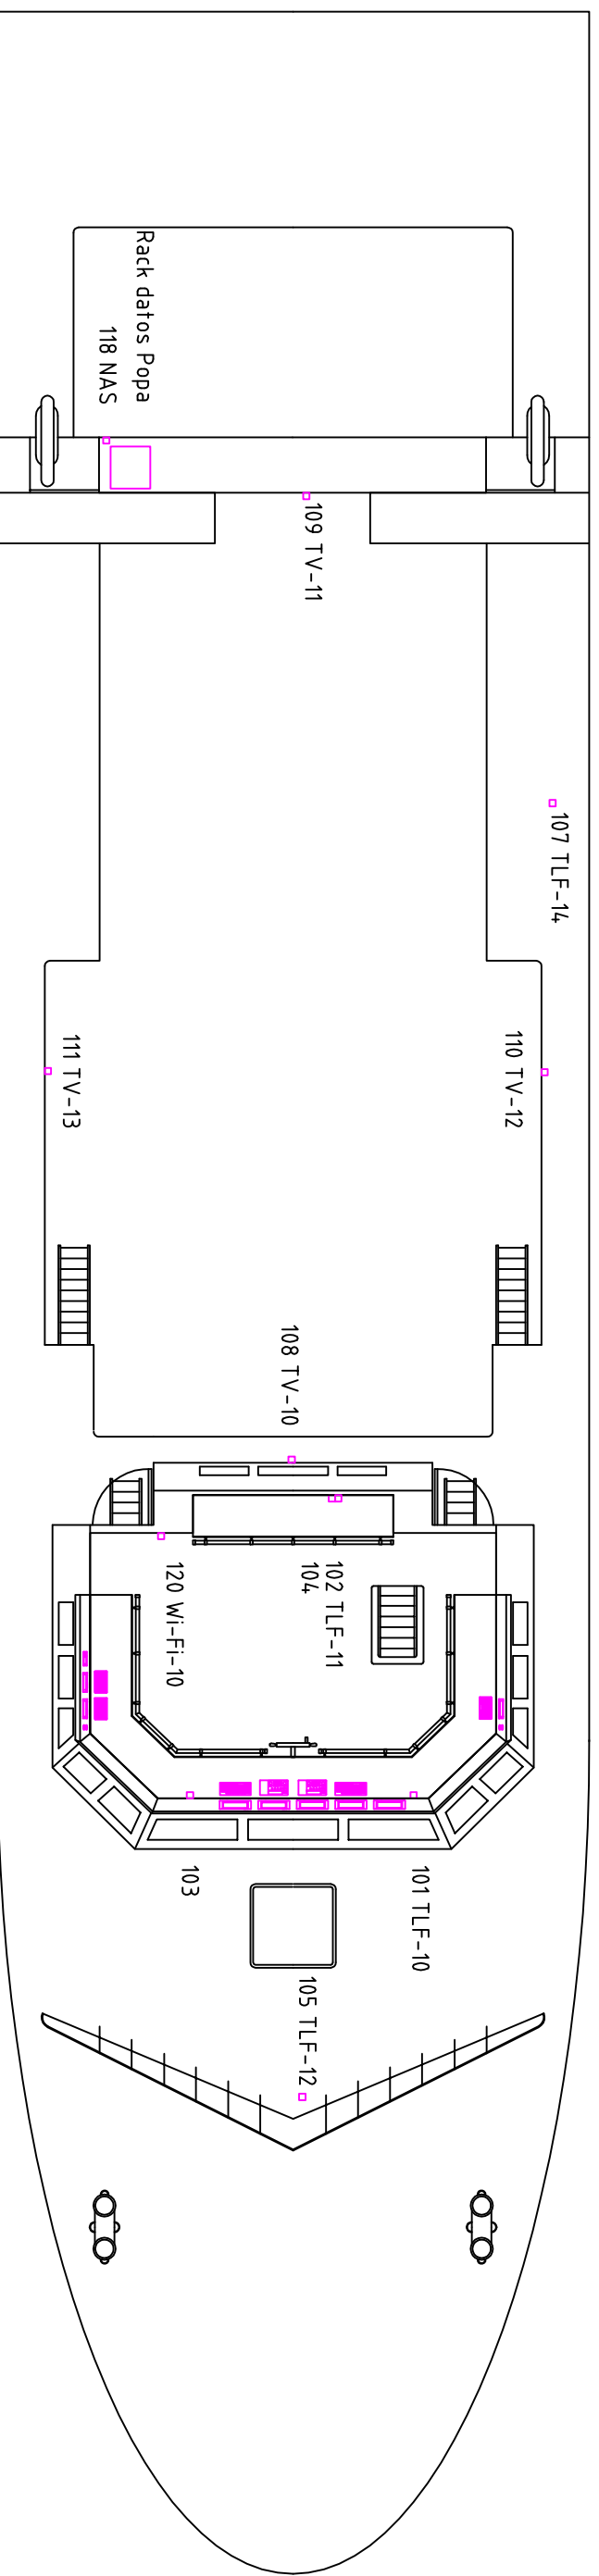 Rack datos Popa
118 NAS
109 TV-11
107 TLF-14
110 TV-12
111 TV-13
108 TV-10
102 TLF-11
104
120 Wi-Fi-10
101 TLF-10
103
105 TLF-12